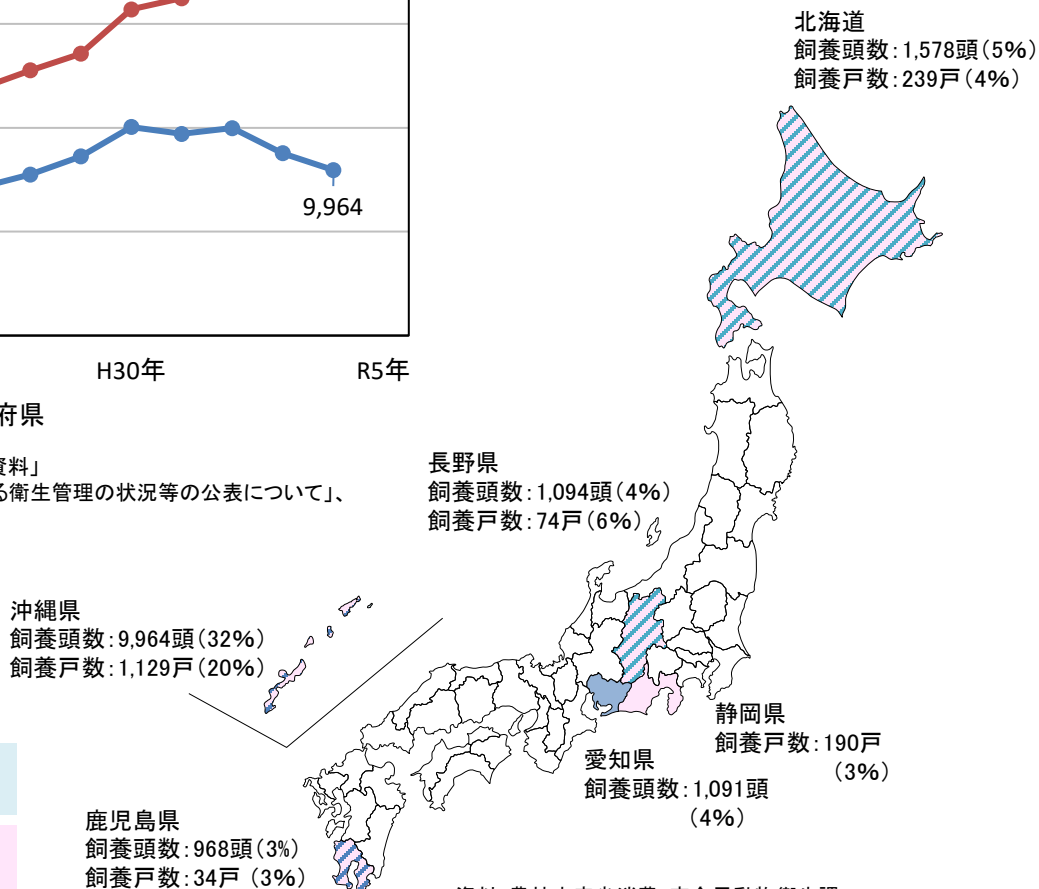 北海道
飼養頭数:1,578頭(5%)
飼養戸数:239戸(4%)
9,964
H30年
R5年
府県
資料」
る衛生管理の状況等の公表について」、
長野県
飼養頭数:1,094頭(4%)
飼養戸数:74戸(6%)
沖縄県
飼養頭数:9,964頭(32%)
飼養戸数:1,129戸(20%)
静岡県
飼養戸数:190戸
(3%)
愛知県
飼養頭数:1,091頭
(4%)
鹿児島県
飼養頭数:968頭(3%)
飼養戸数:34戸 (3%)